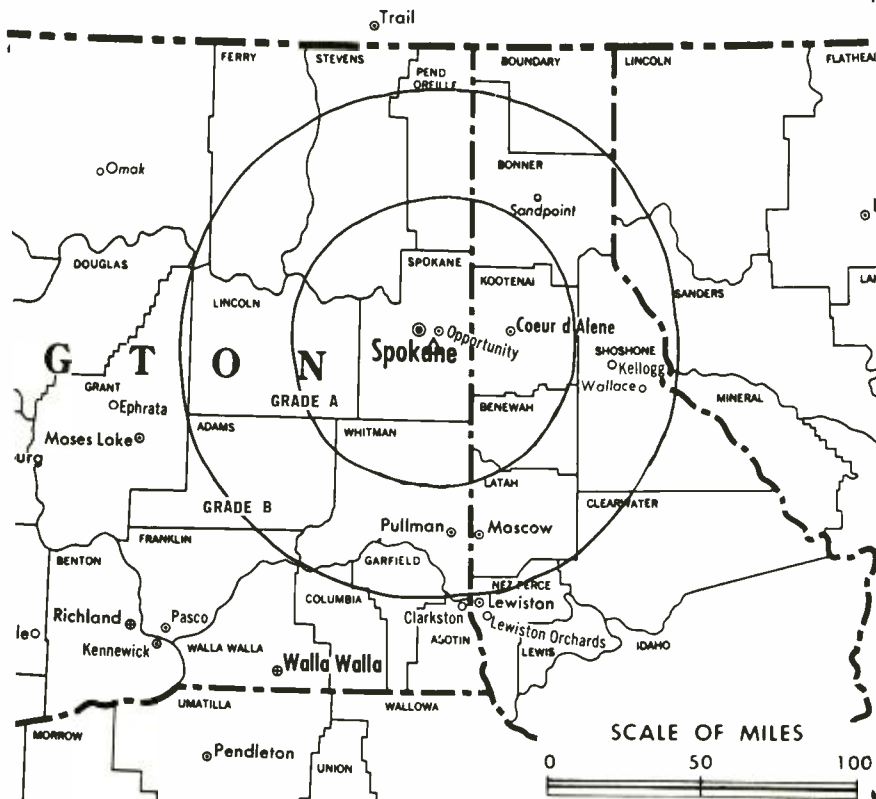 Trail
FERRY
STEVENS
PEND
OREILLE
BOUNDARY
LINCOLN
Omak
BONNER
Sandpoint
DOUGLAS
SPOKANE
KOOTENAI
LINCOLN
SANDERS
Opportunity
Coeur d'Alene
G T O N
Spokane
SHOSHONE
Kellogg
GRANT
Wallace
GRADE A
MINERAL
Ephrata
BENEWAH
ADAMS
WHITMAN
Moses Lake
LATAH
GRADE B
CLEARWATER
Pullman
Moscow
FRANKLIN
BENTON
GARFIELD
NEZ PERCE
COLUMBIA
Lewiston
Clarkston
Richland
Pasco
Lewiston Orchards
ASOTIN
Kennewick
WALLA WALLA
LEWIS
IDAHO
Walla Walla
UMATILLA
WALLOWA
MORROW
SCALE OF MILES
Pendleton
UNION
0 50 100